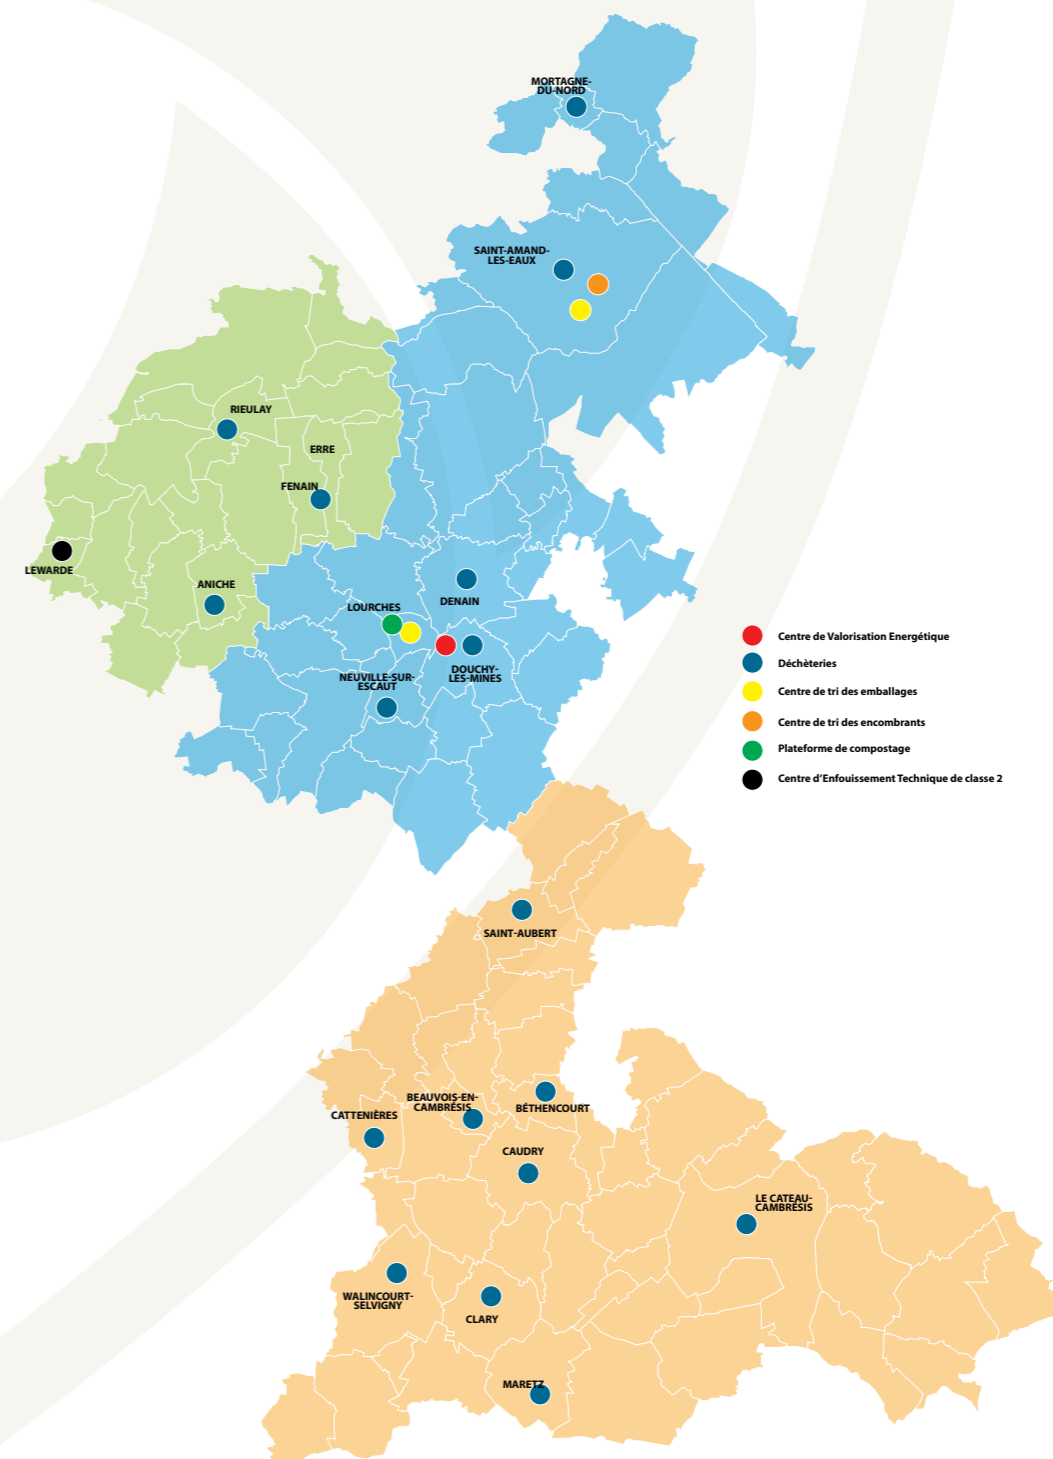 MORTAGNE-
DU-NORD
SAINT-AMAND-
LES-EAUX
RIEULAY
ERRE
FENAIN
LEWARDE
ANICHE
LOURCHES
DENAIN
DOUCHY-
LES-MINES
NEUVILLE-SUR-
ESCAUT
Centre de Valorisation Energétique
Déchèteries
Centre de tri des emballages
Centre de tri des encombrants
Plateforme de compostage
Centre d'Enfouissement Technique de classe 2
SAINT-AUBERT
BEAUVOIS-EN-
CAMBRÉSIS
BÉTHENCOURT
CATTENIÈRES
CAUDRY
LE CATEAU-
CAMBRÉSIS
WALINCOURT-
SELVIGNY
CLARY
MARETZ